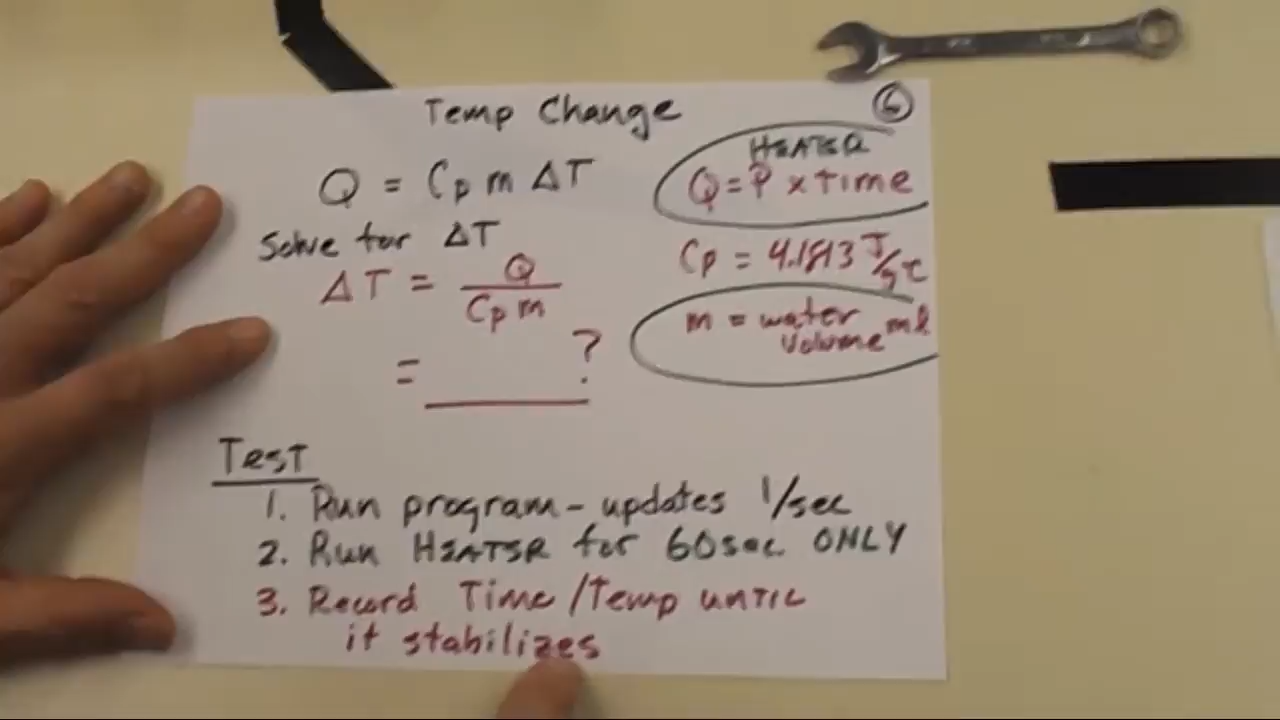 Temp Change
6
Q = Cp m ΔT
Solve for ΔT
ΔT = Q / Cp m
= ?
HEATER
Q = P x Time
Cp = 4.1813 J/g°C
m = water
volume ml
Test
1. Run program - updates 1/sec
2. Run HEATER for 60sec ONLY
3. Record Time / Temp until
it stabilizes